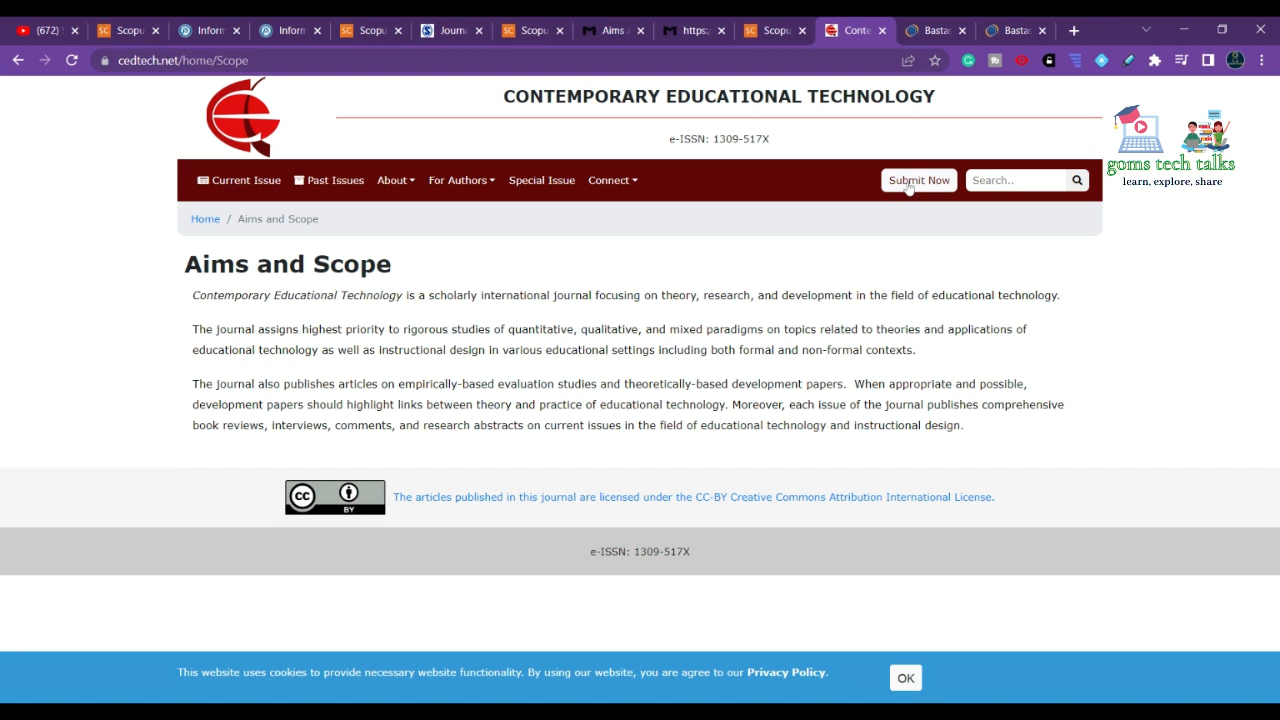 (672)
Scopu
Inform
Inform
Scopu
Journa
Scopu
Aims a
https:/
Scopu
Conte
Bastas
Bastas
cedtech.net/home/Scope
CONTEMPORARY EDUCATIONAL TECHNOLOGY
e-ISSN: 1309-517X
goms tech talks
learn, explore, share
Current Issue Past Issues About For Authors Special Issue Connect Submit Now Search..
Home / Aims and Scope
Aims and Scope
Contemporary Educational Technology is a scholarly international journal focusing on theory, research, and development in the field of educational technology.
The journal assigns highest priority to rigorous studies of quantitative, qualitative, and mixed paradigms on topics related to theories and applications of
educational technology as well as instructional design in various educational settings including both formal and non-formal contexts.
The journal also publishes articles on empirically-based evaluation studies and theoretically-based development papers. When appropriate and possible,
development papers should highlight links between theory and practice of educational technology. Moreover, each issue of the journal publishes comprehensive
book reviews, interviews, comments, and research abstracts on current issues in the field of educational technology and instructional design.
cc BY
The articles published in this journal are licensed under the CC-BY Creative Commons Attribution International License.
e-ISSN: 1309-517X
This website uses cookies to provide necessary website functionality. By using our website, you are agree to our Privacy Policy.
OK